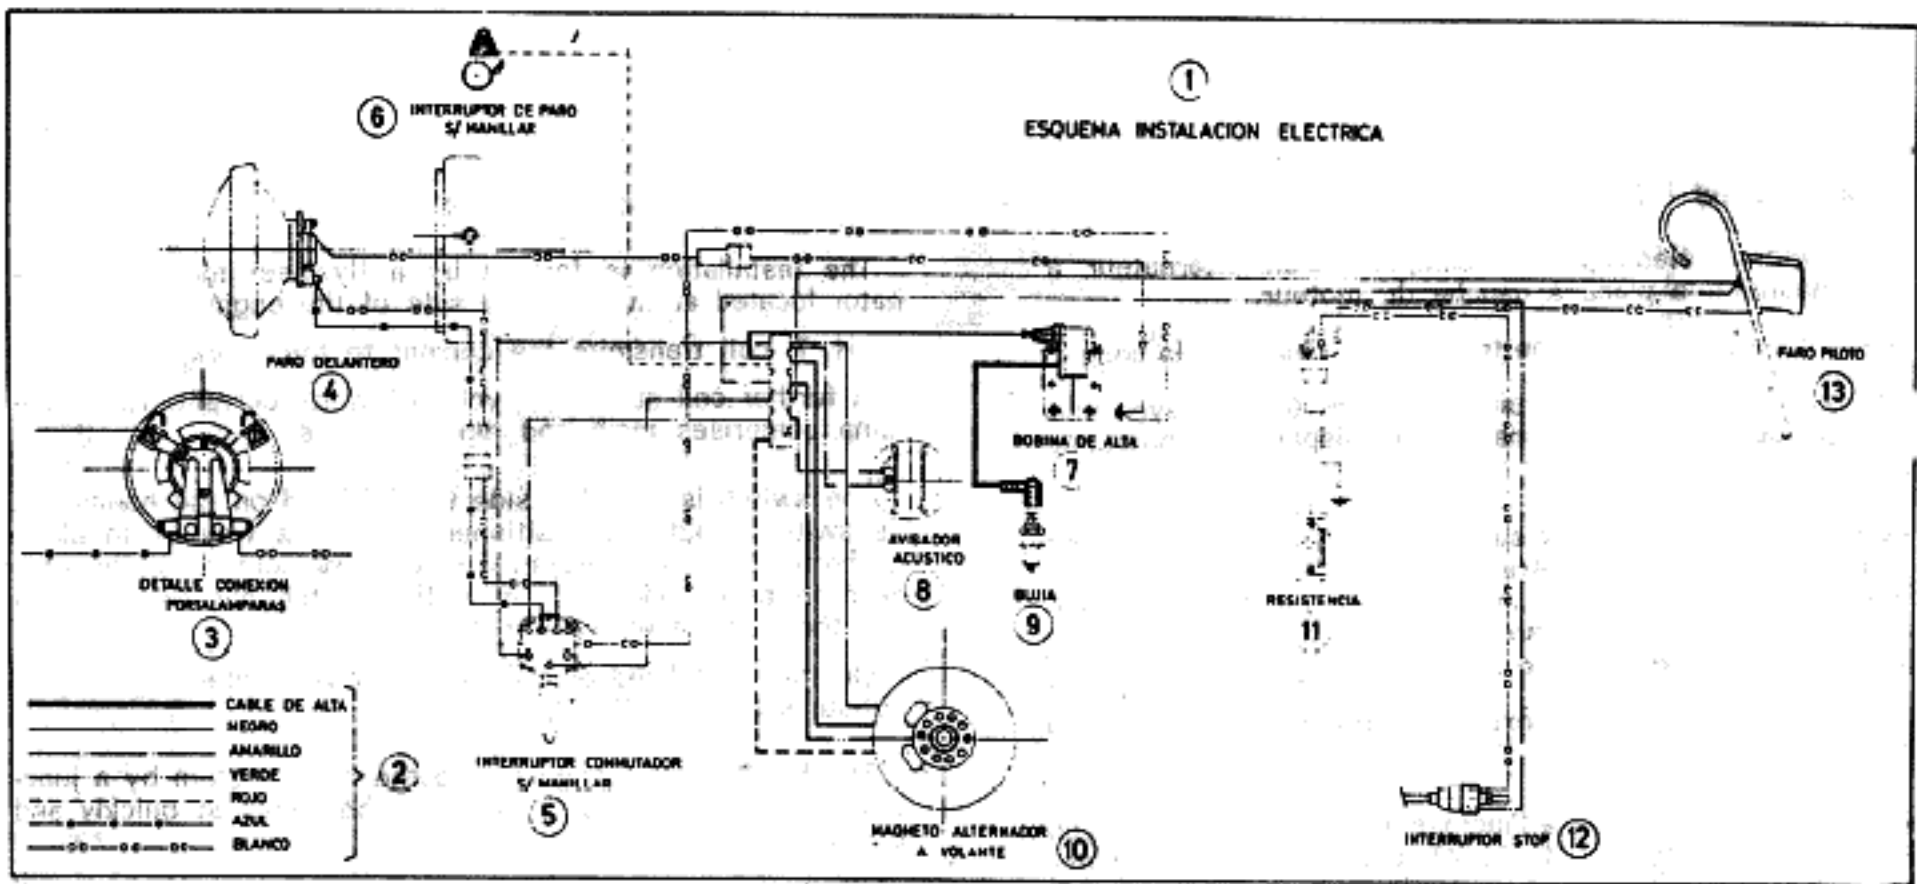 1
ESQUEMA INSTALACION ELECTRICA
6
INTERRUPTOR DE PARO
S/ MANILLAR
FARO DELANTERO
4
DETALLE CONEXION
PORTALAMPARAS
3
CABLE DE ALTA
NEGRO
AMARILLO
VERDE
ROJO
AZUL
BLANCO
2
INTERRUPTOR CONMUTADOR
S/ MANILLAR
5
BOBINA DE ALTA
7
AVISADOR
ACUSTICO
8
BUJIA
9
MAGNETO ALTERNADOR
A VOLANTE
10
RESISTENCIA
11
INTERRUPTOR STOP
12
FARO PILOTO
13